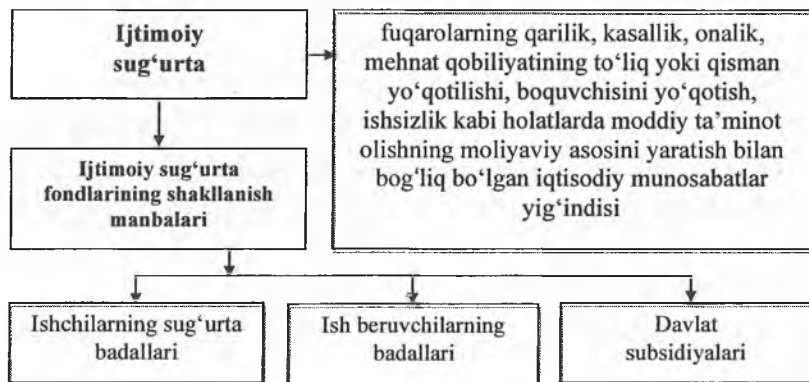 Ijtimoiy
sug‘urta
fuqarolarning qarilik, kasallik, onalik,
mehnat qobiliyatining to‘liq yoki qisman
yo‘qotilishi, boquvchisini yo‘qotish,
ishsizlik kabi holatlarda moddiy ta’minot
olishning moliyaviy asosini yaratish bilan
bog‘liq bo‘lgan iqtisodiy munosabatlar
yig‘indisi
Ijtimoiy sug‘urta
fondlarining shakllanish
manbalari
Ishchilarning sug‘urta
badallari
Ish beruvchilarning
badallari
Davlat
subsidiyalari